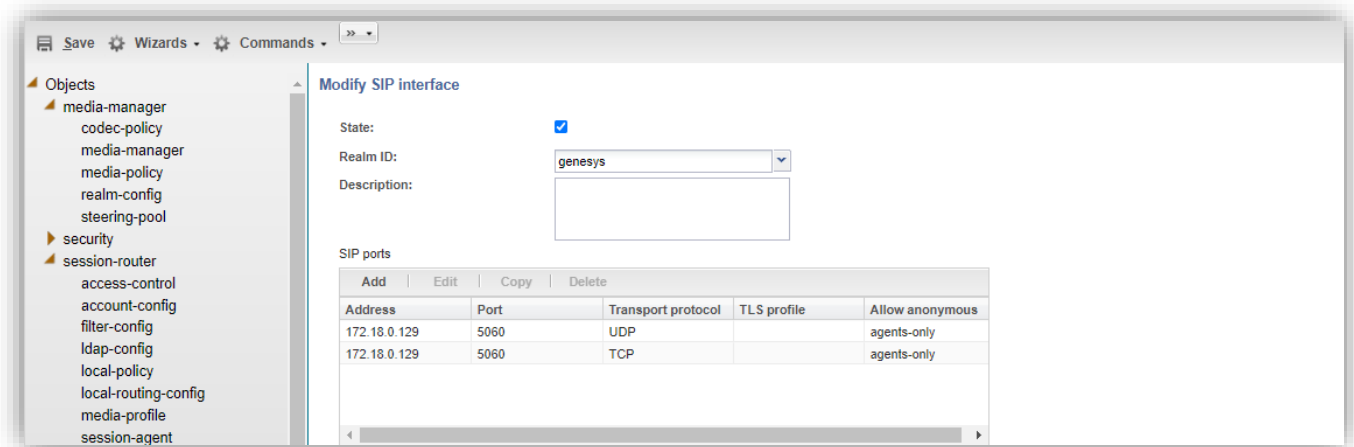 Save Wizards Commands »
Objects
media-manager
codec-policy
media-manager
media-policy
realm-config
steering-pool
security
session-router
access-control
account-config
filter-config
ldap-config
local-policy
local-routing-config
media-profile
session-agent
Modify SIP interface
State:
Realm ID: genesys
Description:
SIP ports
Add Edit Copy Delete
Address Port Transport protocol TLS profile Allow anonymous
172.18.0.129 5060 UDP agents-only
172.18.0.129 5060 TCP agents-only